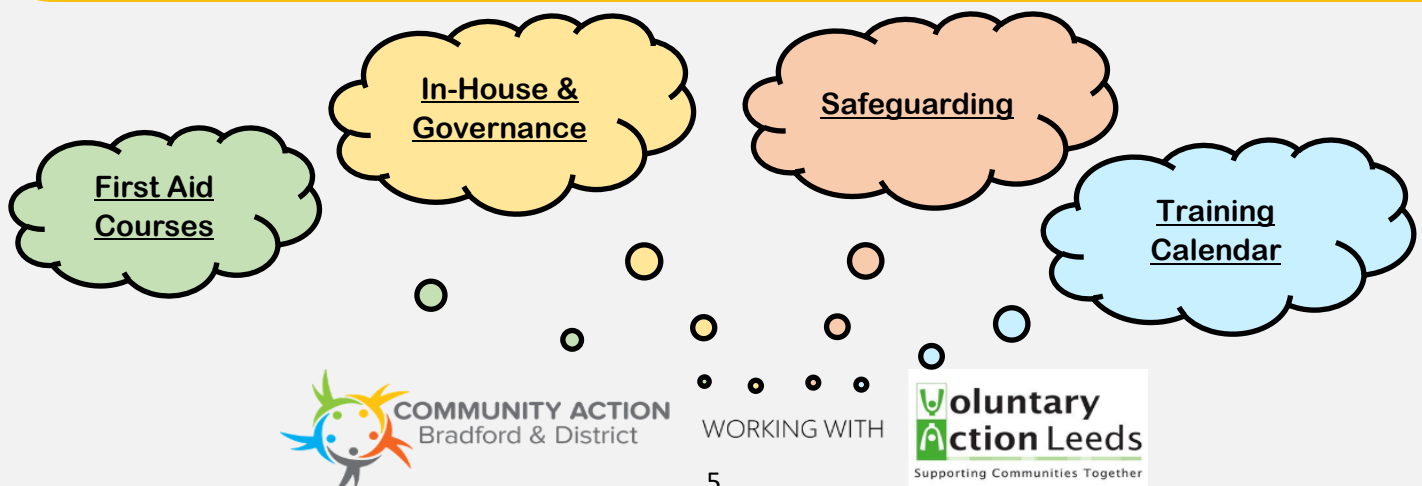 First Aid
Courses
In-House &
Governance
Safeguarding
Training
Calendar
COMMUNITY ACTION
Bradford & District
WORKING WITH
Voluntary
Action Leeds
Supporting Communities Together
5